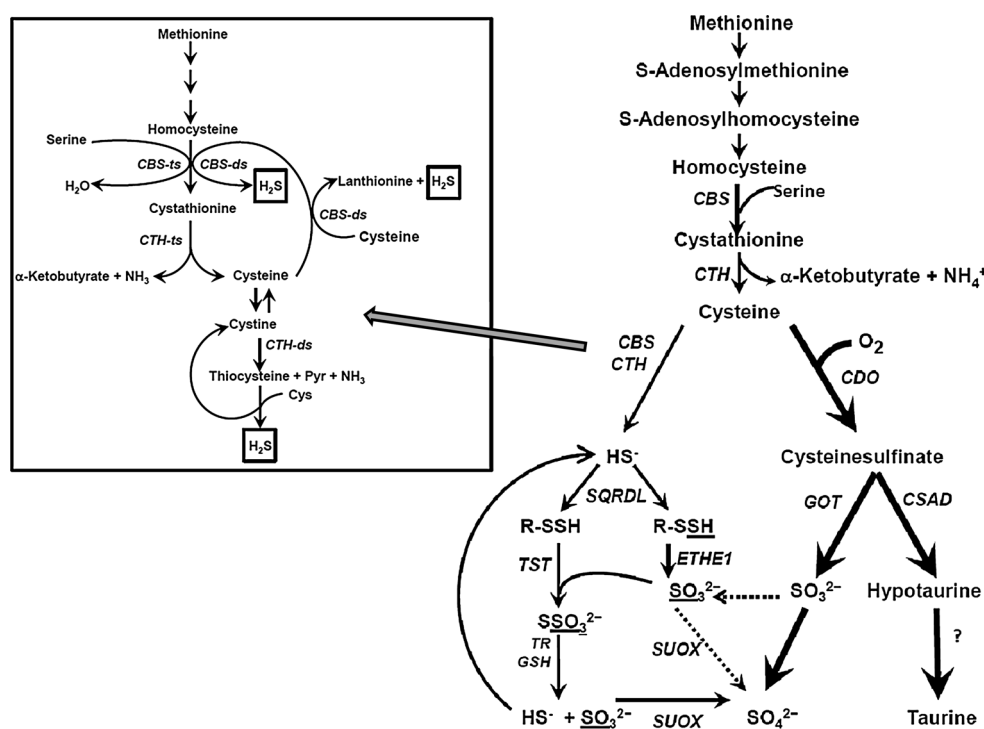 Methionine
Homocysteine
Serine
CBS-ts
CBS-ds
H₂O
H₂S
Lanthionine + H₂S
Cystathionine
CBS-ds
Cysteine
CTH-ts
α-Ketobutyrate + NH₃
Cysteine
Cystine
CTH-ds
Thiocysteine + Pyr + NH₃
Cys
H₂S
Methionine
S-Adenosylmethionine
S-Adenosylhomocysteine
Homocysteine
CBS
Serine
Cystathionine
CTH
α-Ketobutyrate + NH₄⁺
Cysteine
CBS
CTH
O₂
CDO
HS⁻
Cysteinesulfinate
SQRDL
GOT
CSAD
R-SSH
R-SSH
TST
ETHE1
SO₃²⁻
SO₃²⁻
Hypotaurine
SSO₃²⁻
TR
GSH
SUOX
?
HS⁻ + SO₃²⁻
SUOX
SO₄²⁻
Taurine